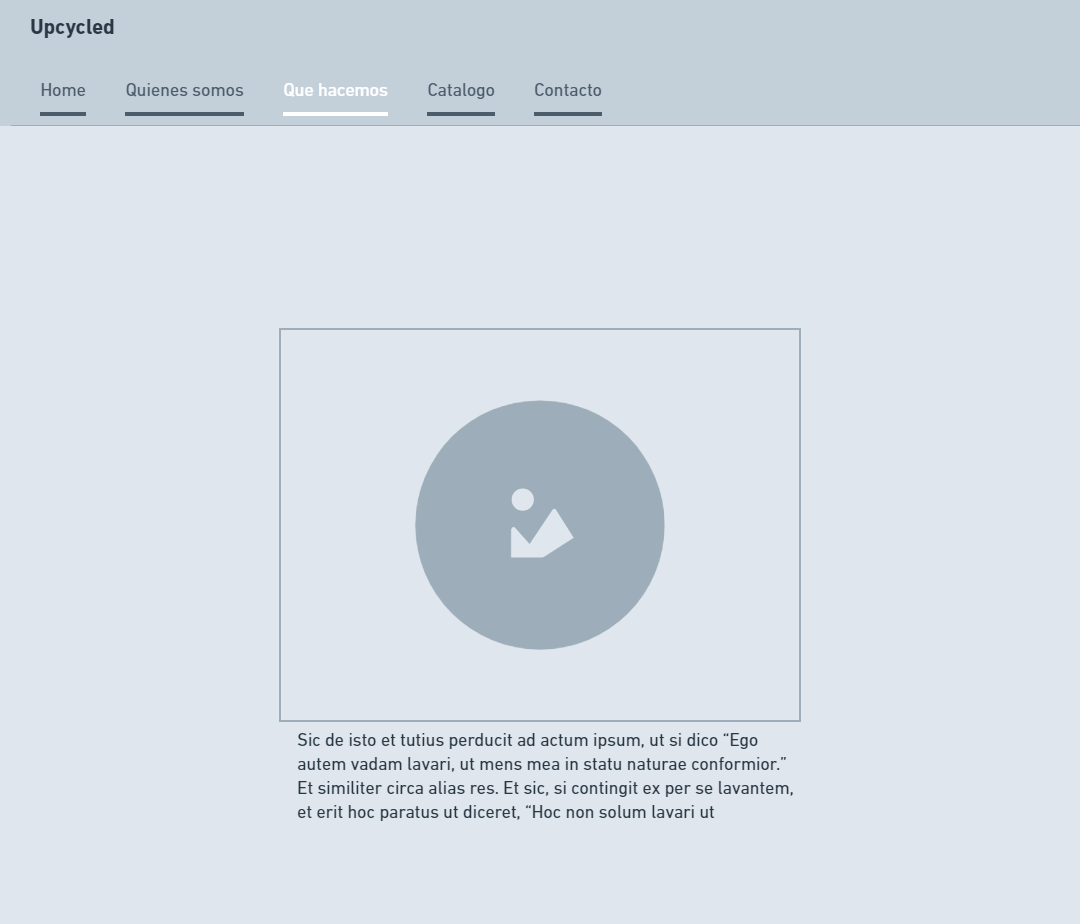 Upcycled
Home Quienes somos Que hacemos Catalogo Contacto
Sic de isto et tutius perducit ad actum ipsum, ut si dico “Ego
autem vadam lavari, ut mens mea in statu naturae conformior.”
Et similiter circa alias res. Et sic, si contingit ex per se lavantem,
et erit hoc paratus ut diceret, “Hoc non solum lavari ut